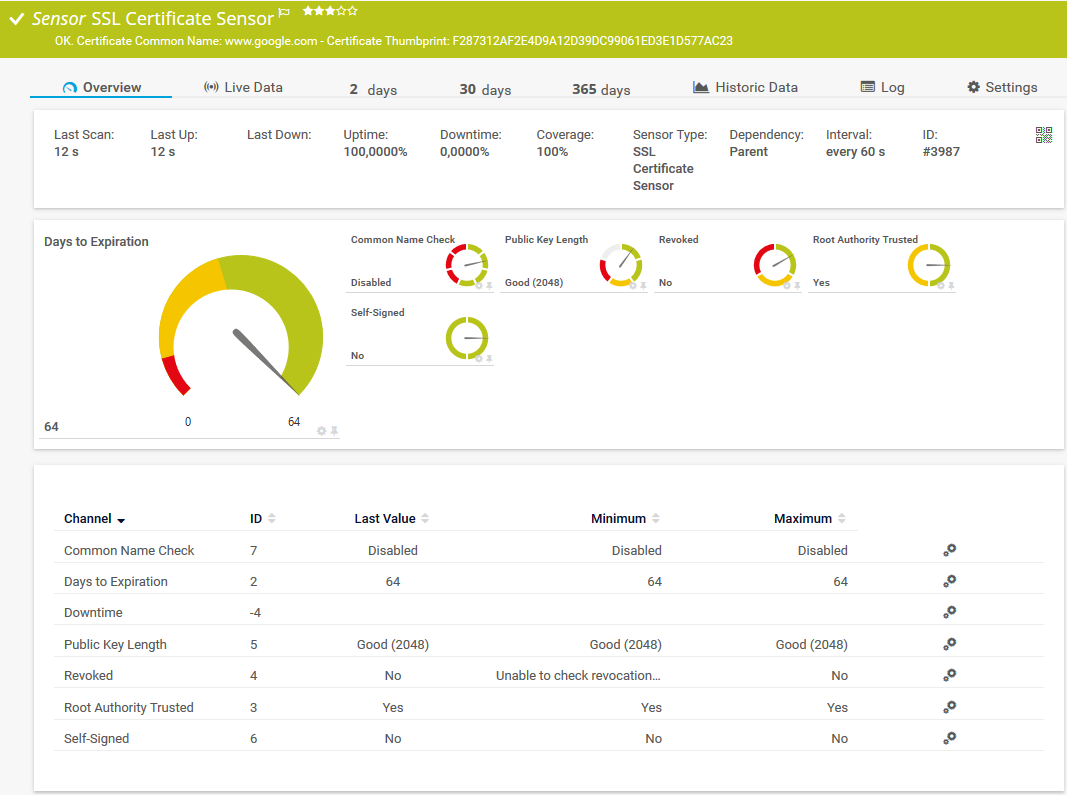 Sensor SSL Certificate Sensor
OK. Certificate Common Name: www.google.com - Certificate Thumbprint: F287312AF2E4D9A12D39DC99061ED3E1D577AC23
Overview Live Data 2 days 30 days 365 days Historic Data Log Settings
Last Scan: Last Up: Last Down: Uptime: Downtime: Coverage: Sensor Type: Dependency: Interval: ID:
12 s 12 s 100,0000% 0,0000% 100% SSL Parent every 60 s #3987
Certificate
Sensor
Days to Expiration
0 64
64
Common Name Check Public Key Length Revoked Root Authority Trusted
Disabled Good (2048) No Yes
Self-Signed
No
Channel ID Last Value Minimum Maximum
Common Name Check 7 Disabled Disabled Disabled
Days to Expiration 2 64 64 64
Downtime -4
Public Key Length 5 Good (2048) Good (2048) Good (2048)
Revoked 4 No Unable to check revocation... No
Root Authority Trusted 3 Yes Yes Yes
Self-Signed 6 No No No